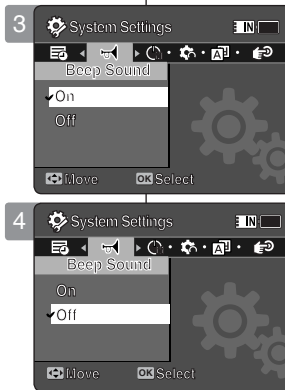 3
System Settings
IN
Beep Sound
On
Off
Move
OK Select
4
System Settings
IN
Beep Sound
On
Off
Move
OK Select